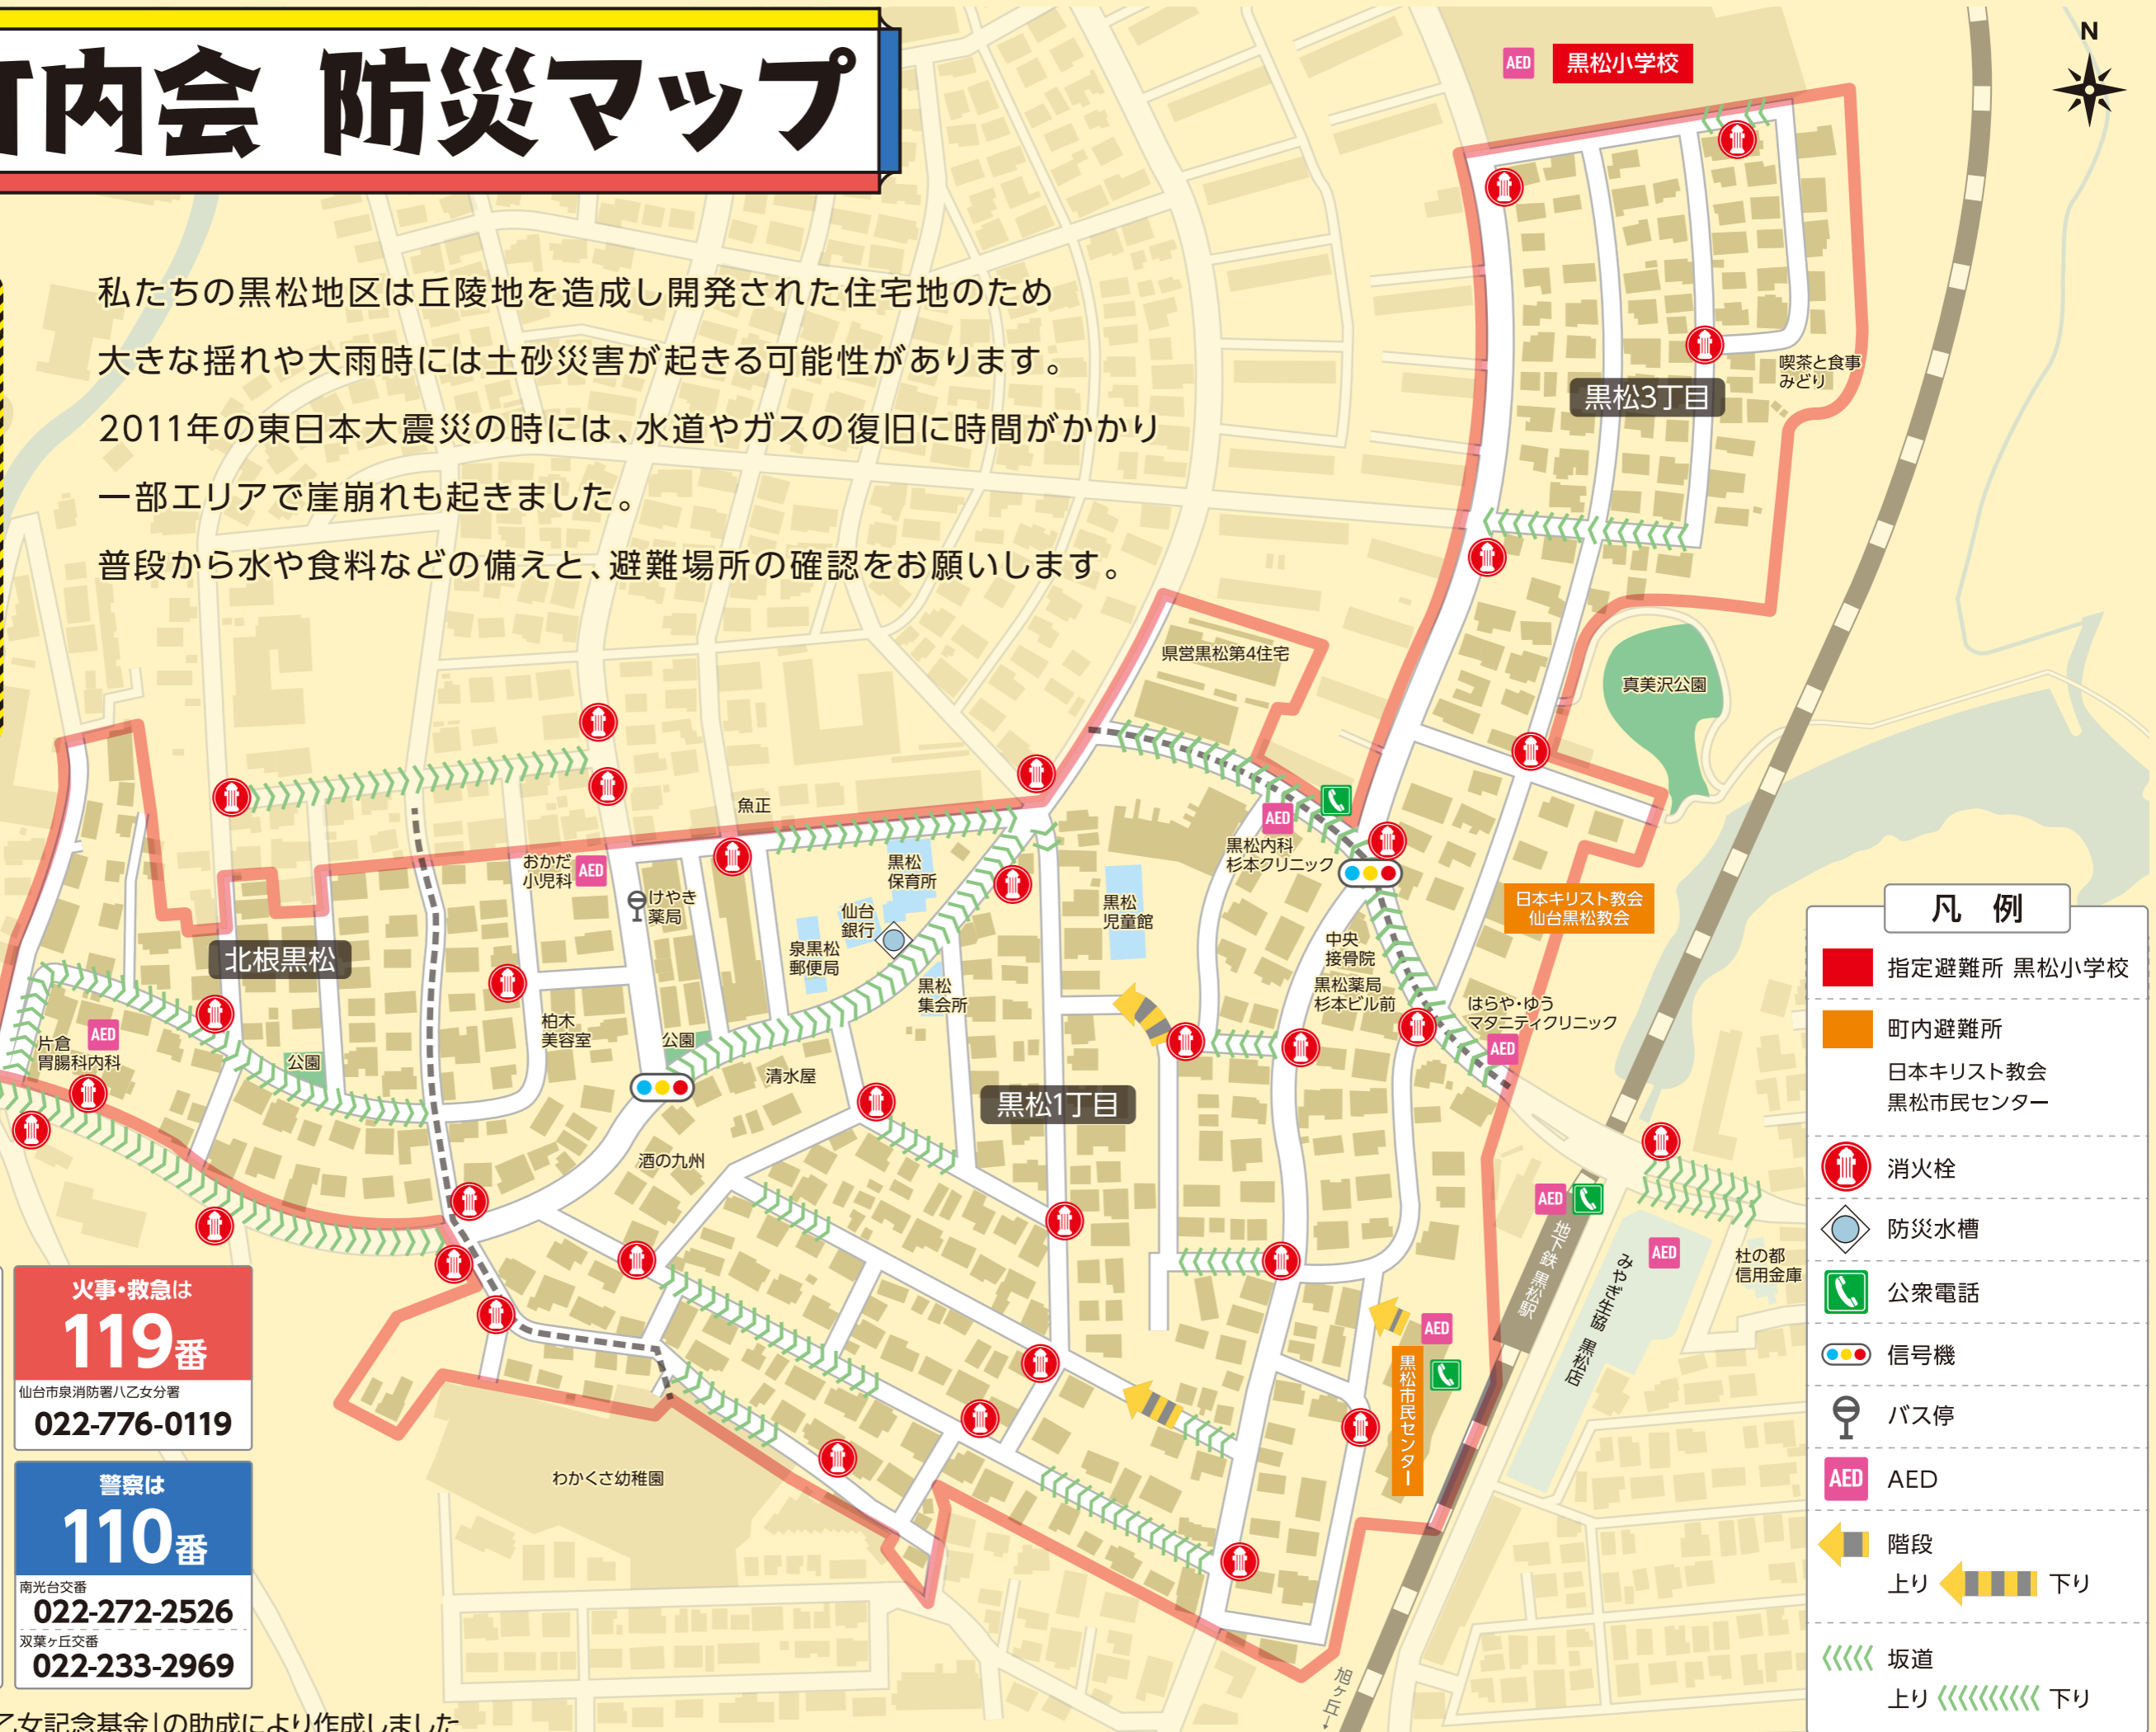 町内会 防災マップ
私たちの黒松地区は丘陵地を造成し開発された住宅地のため
大きな揺れや大雨時には土砂災害が起きる可能性があります。
2011年の東日本大震災の時には、水道やガスの復旧に時間がかかり
一部エリアで崖崩れも起きました。
普段から水や食料などの備えと、避難場所の確認をお願いします。
N
AED
黒松小学校
喫茶と食事
みどり
黒松3丁目
県営黒松第4住宅
真美沢公園
魚正
おかだ
小児科
AED
けやき
薬局
黒松
保育所
仙台
銀行
泉黒松
郵便局
黒松
集会所
黒松
児童館
AED
黒松内科
杉本クリニック
日本キリスト教会
仙台黒松教会
中央
接骨院
黒松薬局
杉本ビル前
はらや・ゆう
マタニティクリニック
AED
北根黒松
片倉
胃腸科内科
AED
公園
柏木
美容室
公園
清水屋
黒松1丁目
酒の九州
AED
地下鉄 黒松駅
みやぎ生協 黒松店
AED
杜の都
信用金庫
AED
黒松市民センター
わかくさ幼稚園
旭ヶ丘→
火事・救急は
119番
仙台市泉消防署八乙女分署
022-776-0119
警察は
110番
南光台交番
022-272-2526
双葉ヶ丘交番
022-233-2969
乙女記念基金」の助成により作成しました
凡 例
指定避難所 黒松小学校
町内避難所
日本キリスト教会
黒松市民センター
消火栓
防災水槽
公衆電話
信号機
バス停
AED AED
階段
上り 下り
坂道
上り 下り